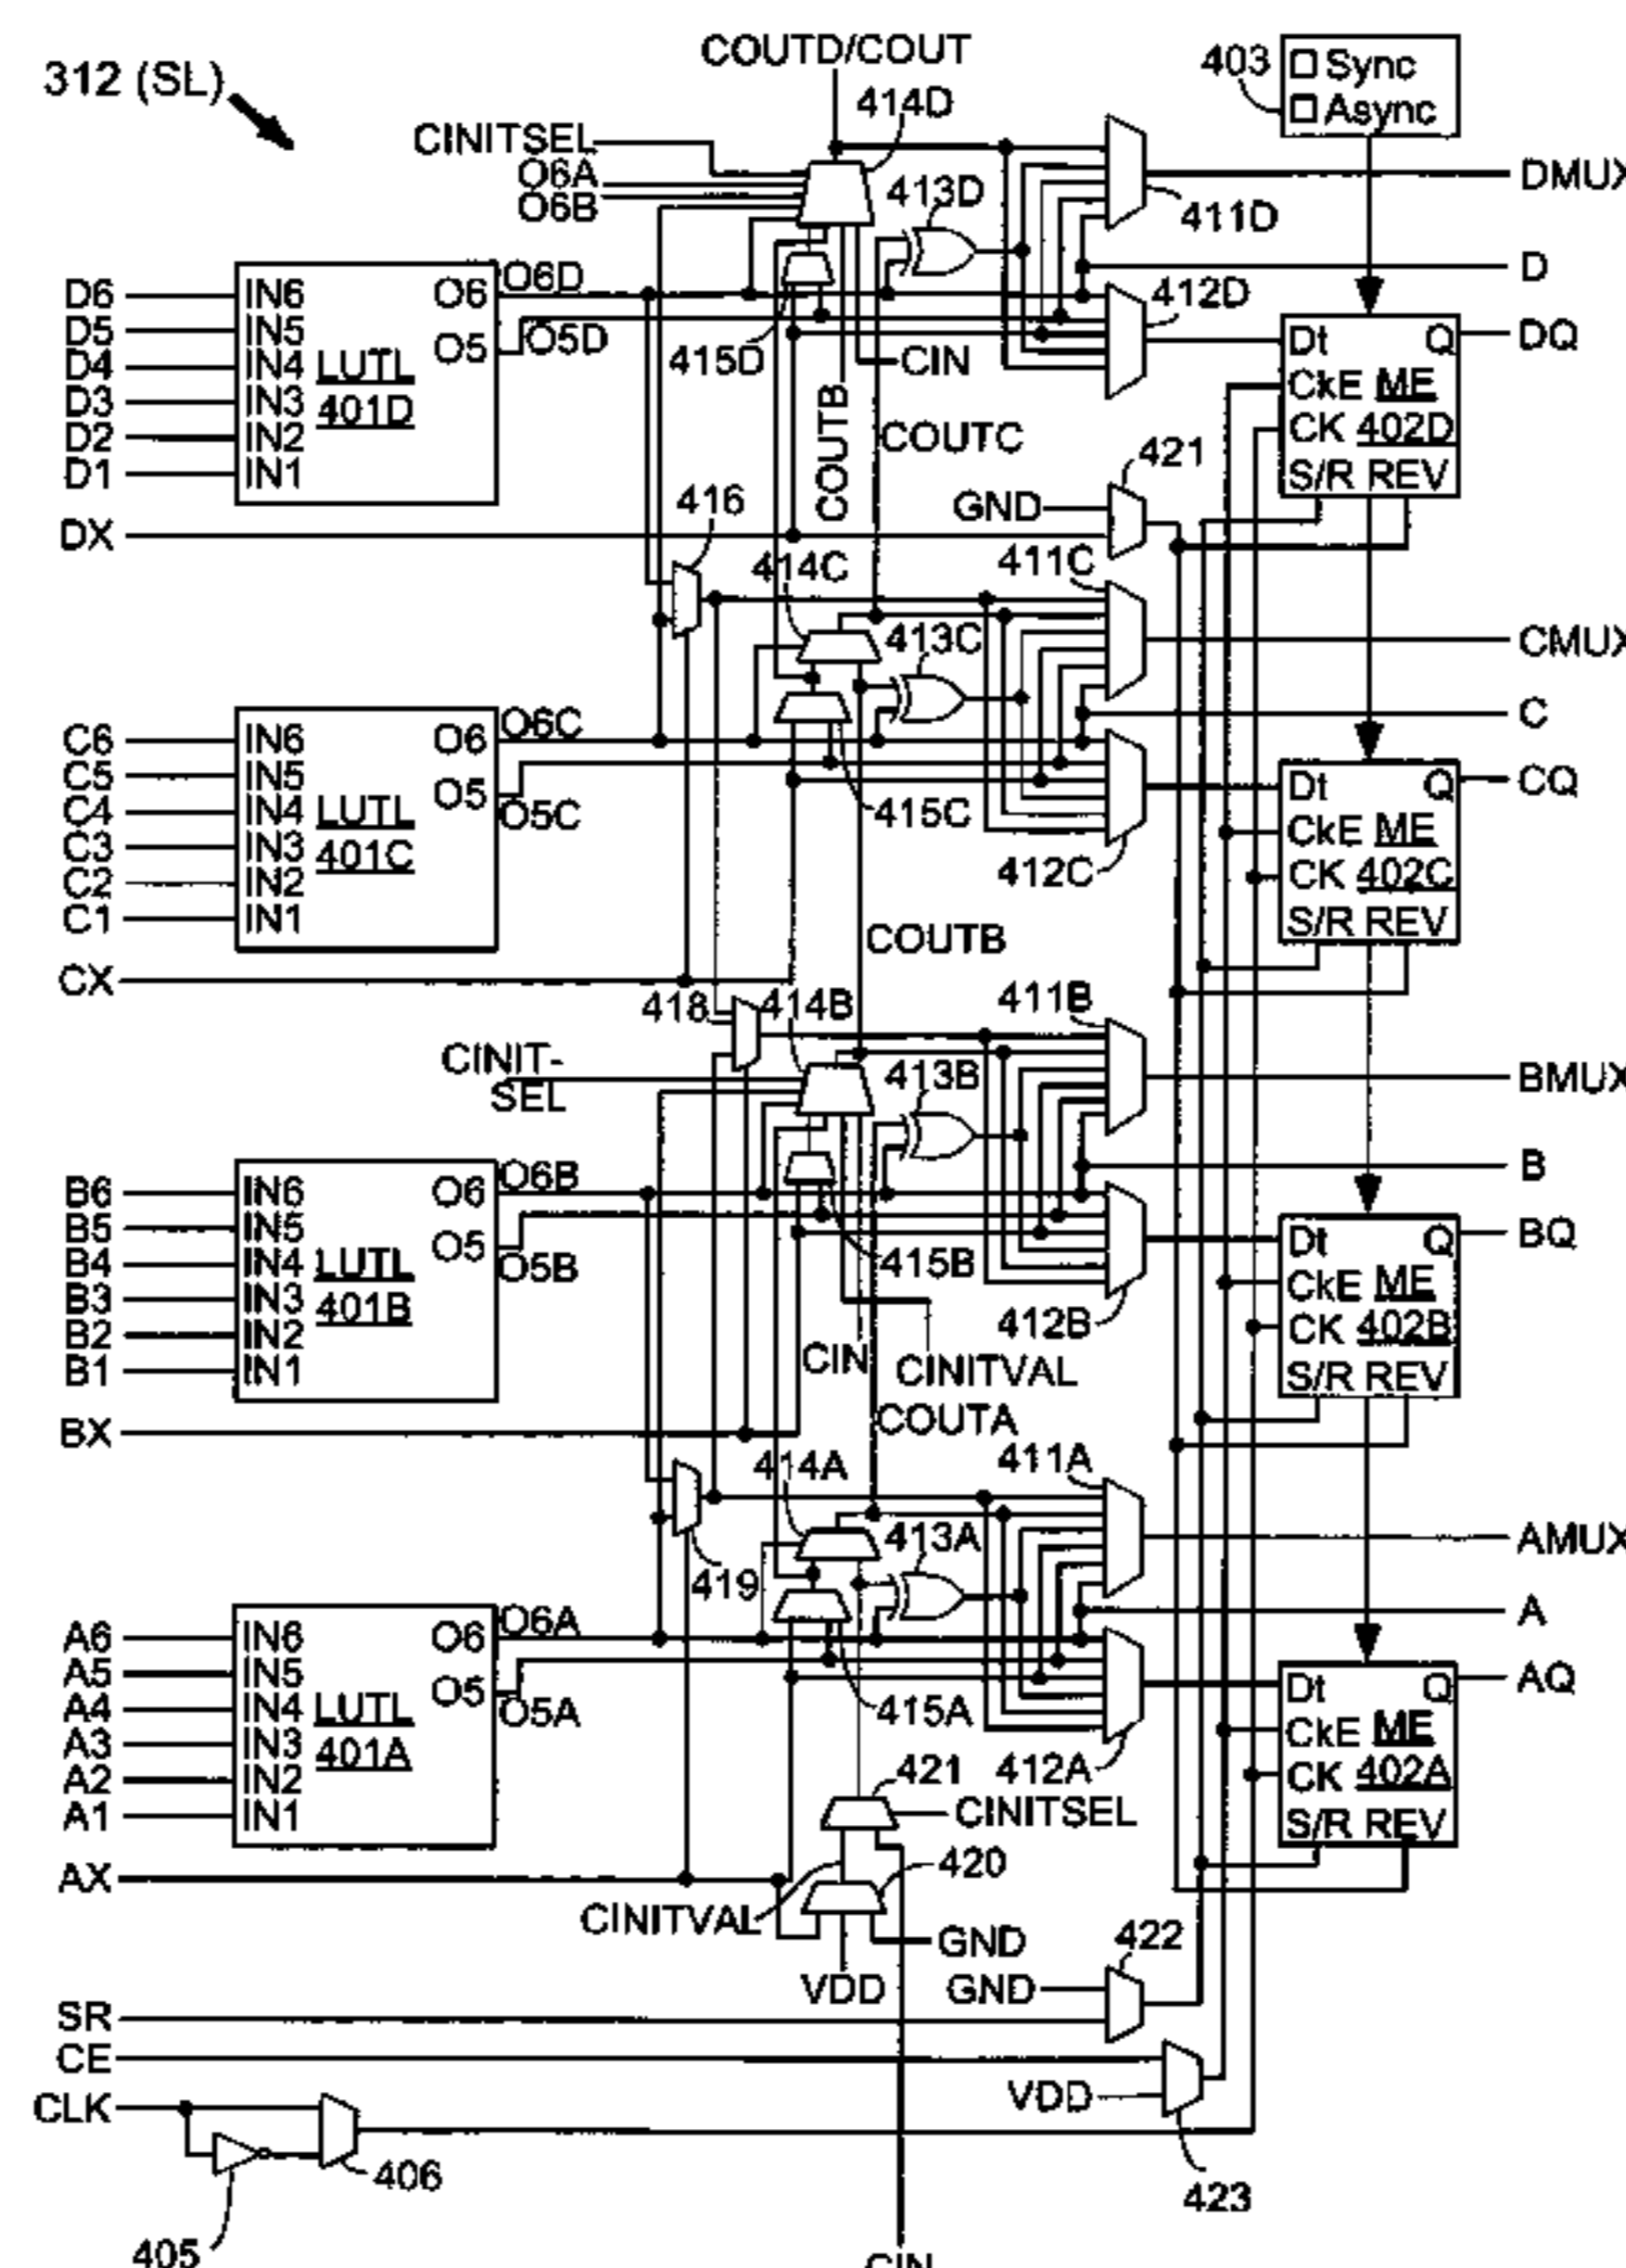 312 (SL)
COUTD/COUT
414D
403
Sync
Async
CINITSEL
O6A
O6B
413D
411D
DMUX
D
D6
D5
D4
D3
D2
D1
IN6
IN5
IN4
IN3
IN2
IN1
LUTL
401D
O6
O5
O6D
O5D
415D
CIN
COUTB
COUTC
412D
Dt
Q
CkE
ME
CK
402D
S/R
REV
DQ
DX
416
GND
421
414C
411C
413C
CMUX
C
C6
C5
C4
C3
C2
C1
IN6
IN5
IN4
IN3
IN2
IN1
LUTL
401C
O6
O5
O6C
O5C
415C
412C
Dt
Q
CkE
ME
CK
402C
S/R
REV
CQ
CX
COUTB
418
414B
411B
CINIT-
SEL
413B
BMUX
B
B6
B5
B4
B3
B2
B1
IN6
IN5
IN4
IN3
IN2
IN1
LUTL
401B
O6
O5
O6B
O5B
415B
412B
Dt
Q
CkE
ME
CK
402B
S/R
REV
BQ
CIN
CINITVAL
COUTA
BX
414A
411A
413A
419
AMUX
A
A6
A5
A4
A3
A2
A1
IN6
IN5
IN4
IN3
IN2
IN1
LUTL
401A
O6
O5
O6A
O5A
415A
412A
Dt
Q
CkE
ME
CK
402A
S/R
REV
AQ
421
CINITSEL
AX
420
CINITVAL
GND
VDD
GND
422
SR
CE
VDD
CLK
406
423
405
CIN